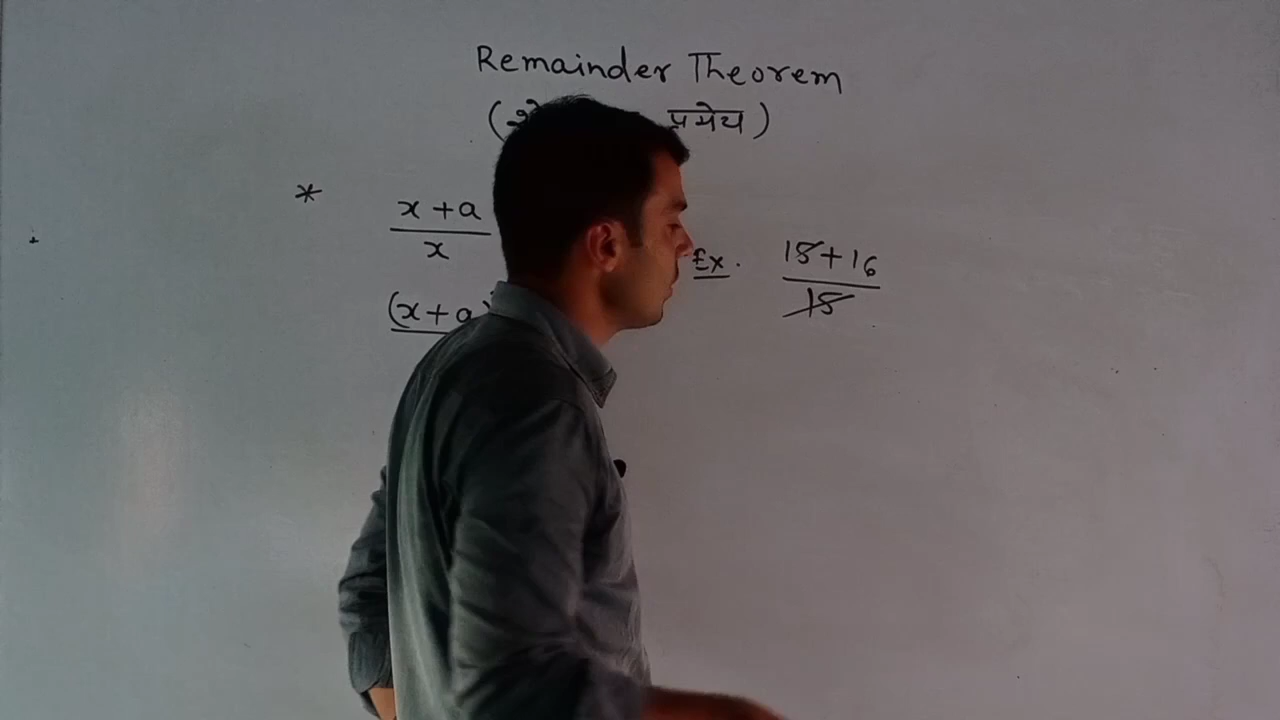 Remainder Theorem
प्रमेय)
*
x + a
x
Ex.
18 + 16
18
(x + a